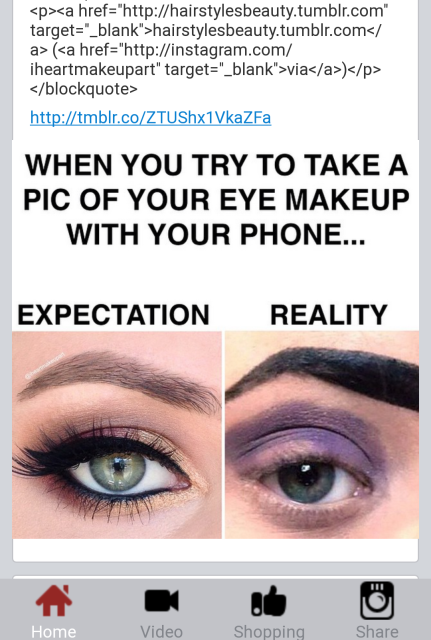 <p><a href="http://hairstylesbeauty.tumblr.com"
target="_blank">hairstylesbeauty.tumblr.com</
a> (<a href="http://instagram.com/
iheartmakeupart" target="_blank">via</a>)</p>
</blockquote>
http://tmblr.co/ZTUShx1VkaZFa
WHEN YOU TRY TO TAKE A
PIC OF YOUR EYE MAKEUP
WITH YOUR PHONE...
EXPECTATION
REALITY
Home
Video
Shopping
Share